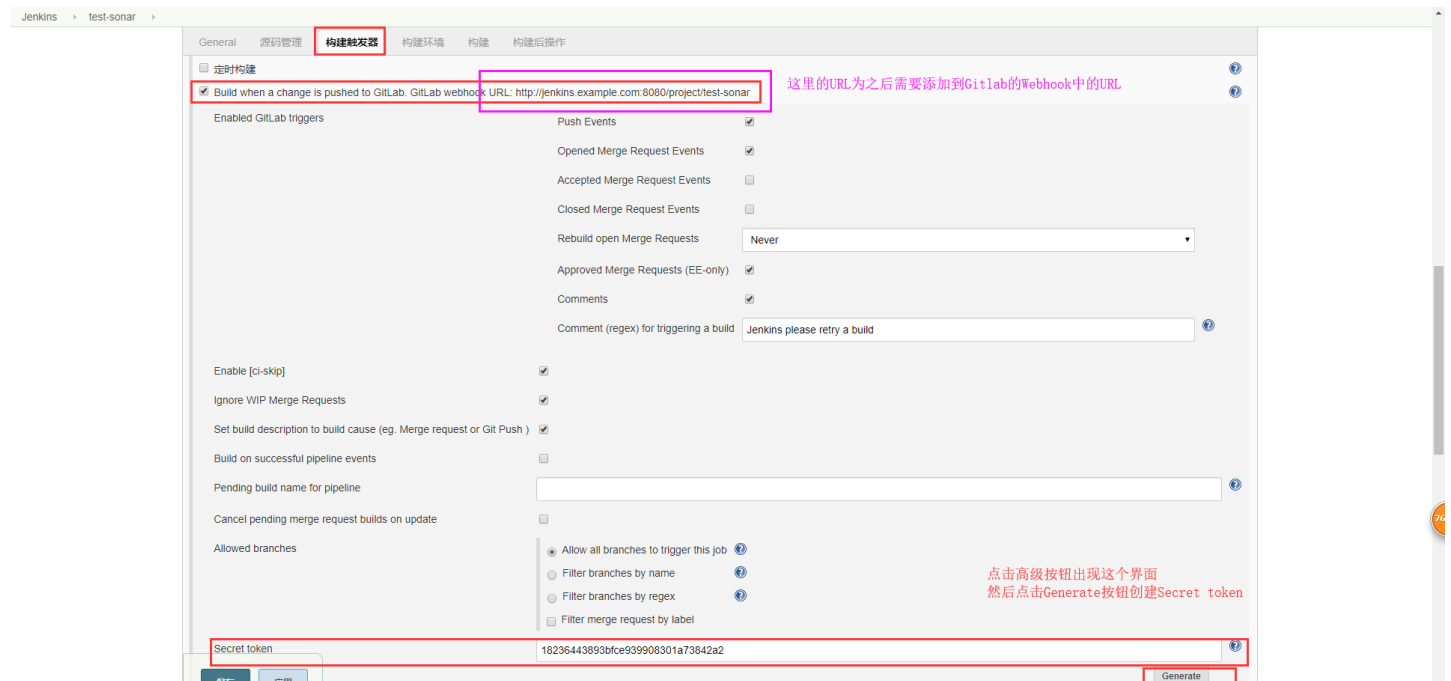 Jenkins test-sonar
General 源码管理 构建触发器 构建环境 构建 构建后操作
定时构建
Build when a change is pushed to GitLab. GitLab webhook URL: http://jenkins.example.com:8080/project/test-sonar
这里的URL为之后需要添加到Gitlab的Webhook中的URL
Enabled GitLab triggers
Push Events
Opened Merge Request Events
Accepted Merge Request Events
Closed Merge Request Events
Rebuild open Merge Requests Never
Approved Merge Requests (EE-only)
Comments
Comment (regex) for triggering a build Jenkins please retry a build
Enable [ci-skip]
Ignore WIP Merge Requests
Set build description to build cause (eg. Merge request or Git Push )
Build on successful pipeline events
Pending build name for pipeline
Cancel pending merge request builds on update
Allowed branches
Allow all branches to trigger this job
Filter branches by name
Filter branches by regex
Filter merge request by label
点击高级按钮出现这个界面
然后点击Generate按钮创建Secret token
Secret token 18236443893bfce939908301a73842a2
Generate